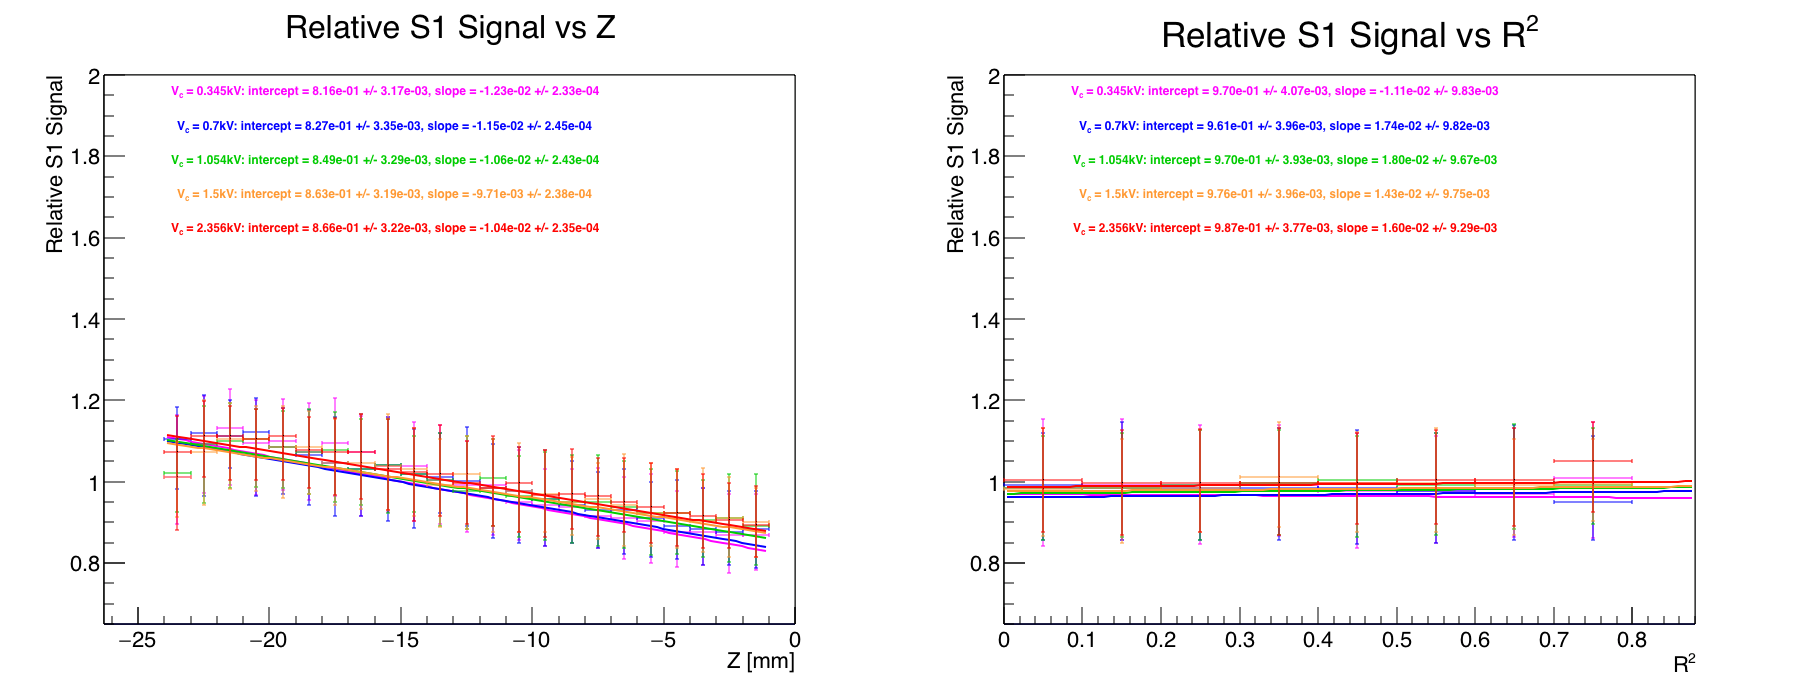 Relative S1 Signal vs Z
Relative S1 Signal
2
1.8
1.6
1.4
1.2
1
0.8
V_c = 0.345kV: intercept = 8.16e-01 +/- 3.17e-03, slope = -1.23e-02 +/- 2.33e-04
V_c = 0.7kV: intercept = 8.27e-01 +/- 3.35e-03, slope = -1.15e-02 +/- 2.45e-04
V_c = 1.054kV: intercept = 8.49e-01 +/- 3.29e-03, slope = -1.06e-02 +/- 2.43e-04
V_c = 1.5kV: intercept = 8.63e-01 +/- 3.19e-03, slope = -9.71e-03 +/- 2.38e-04
V_c = 2.356kV: intercept = 8.66e-01 +/- 3.22e-03, slope = -1.04e-02 +/- 2.35e-04
−25 −20 −15 −10 −5 0
Z [mm]
Relative S1 Signal vs R²
Relative S1 Signal
2
1.8
1.6
1.4
1.2
1
0.8
V_c = 0.345kV: intercept = 9.70e-01 +/- 4.07e-03, slope = -1.11e-02 +/- 9.83e-03
V_c = 0.7kV: intercept = 9.61e-01 +/- 3.96e-03, slope = 1.74e-02 +/- 9.82e-03
V_c = 1.054kV: intercept = 9.70e-01 +/- 3.93e-03, slope = 1.80e-02 +/- 9.67e-03
V_c = 1.5kV: intercept = 9.76e-01 +/- 3.96e-03, slope = 1.43e-02 +/- 9.75e-03
V_c = 2.356kV: intercept = 9.87e-01 +/- 3.77e-03, slope = 1.60e-02 +/- 9.29e-03
0 0.1 0.2 0.3 0.4 0.5 0.6 0.7 0.8
R²